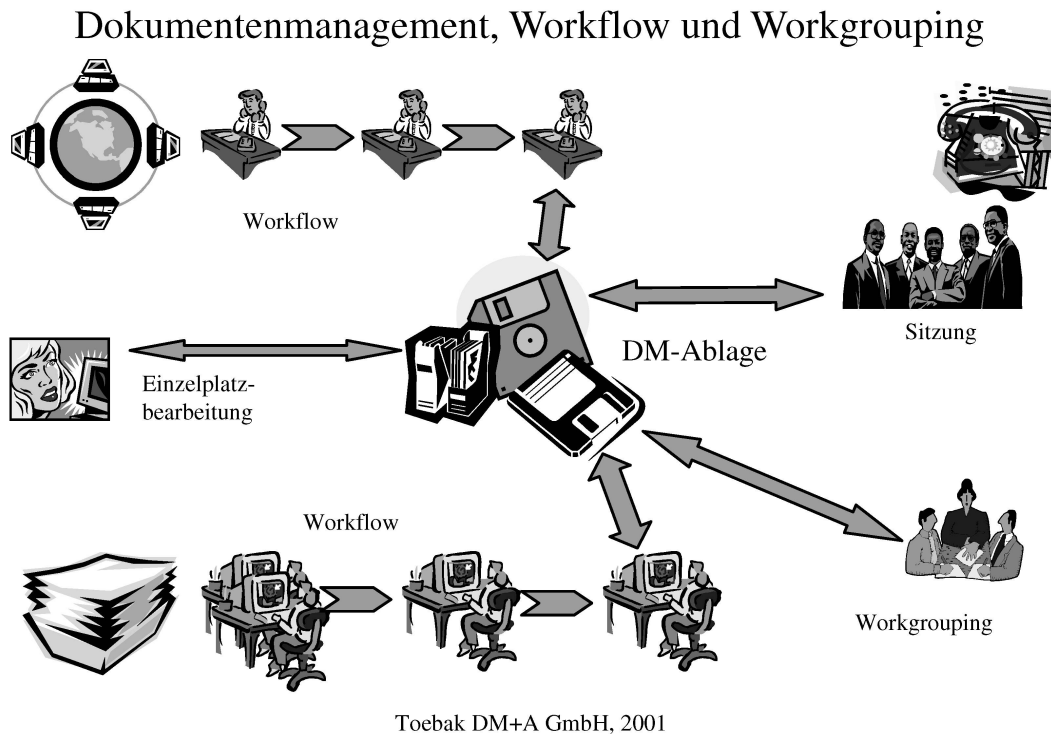 Dokumentenmanagement, Workflow und Workgrouping
Workflow
Sitzung
DM-Ablage
Einzelplatz-
bearbeitung
Workflow
Workgrouping
Toebak DM+A GmbH, 2001